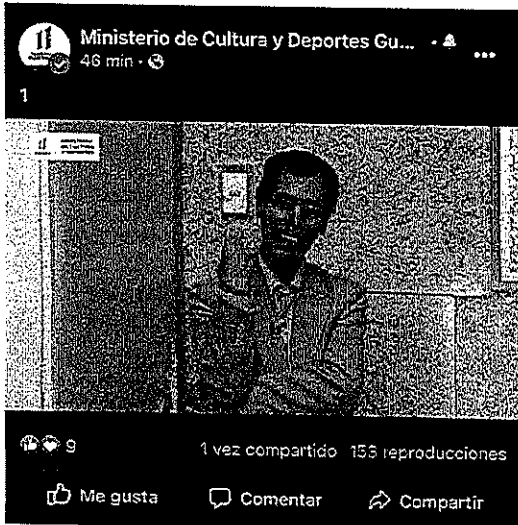 Ministerio de Cultura y Deportes Gu...
46 min
1
9
1 vez compartido 153 reproducciones
Me gusta Comentar Compartir